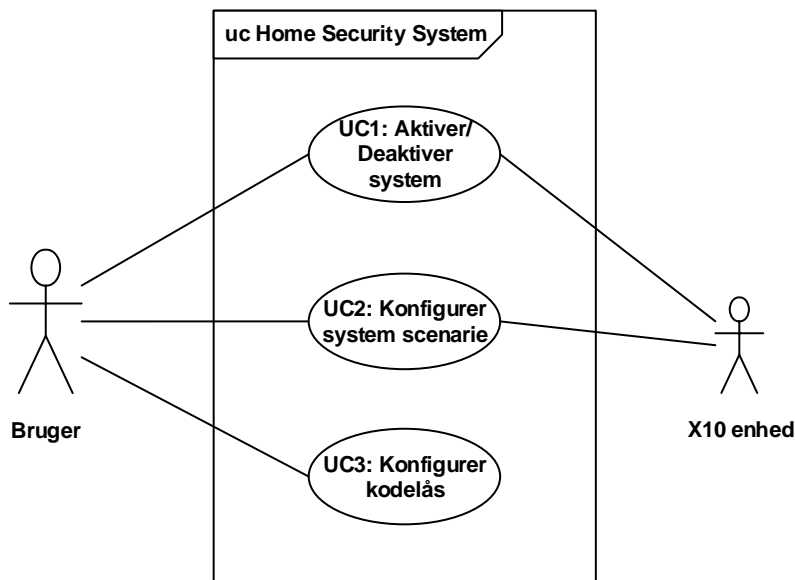 uc Home Security System
UC1: Aktiver/
Deaktiver
system
UC2: Konfigurer
system scenarie
Bruger
X10 enhed
UC3: Konfigurer
kodelås